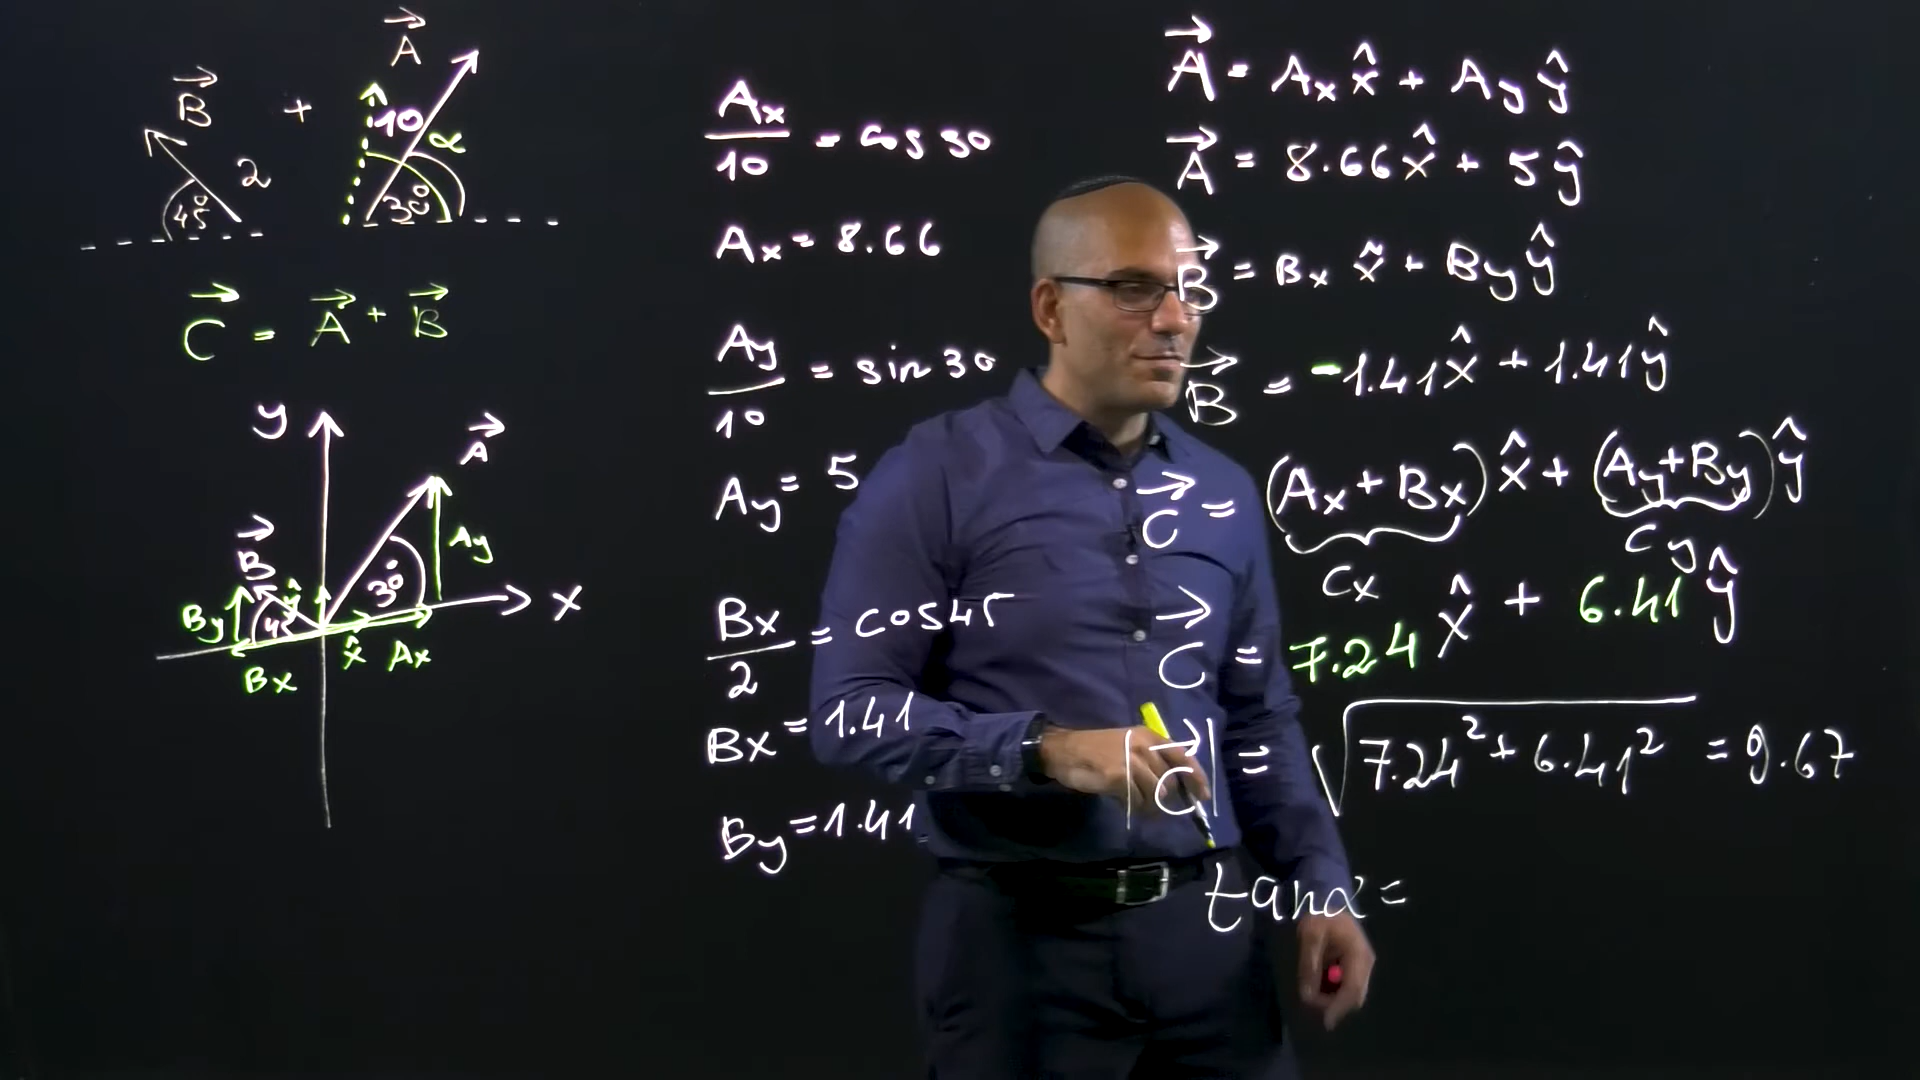 A⃗
B⃗ +
10 α
2
45° 30°
C⃗ = A⃗ + B⃗
y
A⃗
B⃗ Ay
30°
By 45 ŷ x
x̂ Ax
Bx
Ax/10 = cos 30
Ax = 8.66
Ay/10 = sin 30
Ay = 5
Bx/2 = cos45
Bx = 1.41
By = 1.41
A⃗ = Ax x̂ + Ay ŷ
A⃗ = 8.66 x̂ + 5 ŷ
B⃗ = Bx x̂ + By ŷ
B⃗ = -1.41 x̂ + 1.41 ŷ
C⃗ = (Ax + Bx) x̂ + (Ay + By) ŷ
Cx Cy
C⃗ = 7.24 x̂ + 6.41 ŷ
|C⃗| = √(7.24² + 6.41²) = 9.67
tanα =